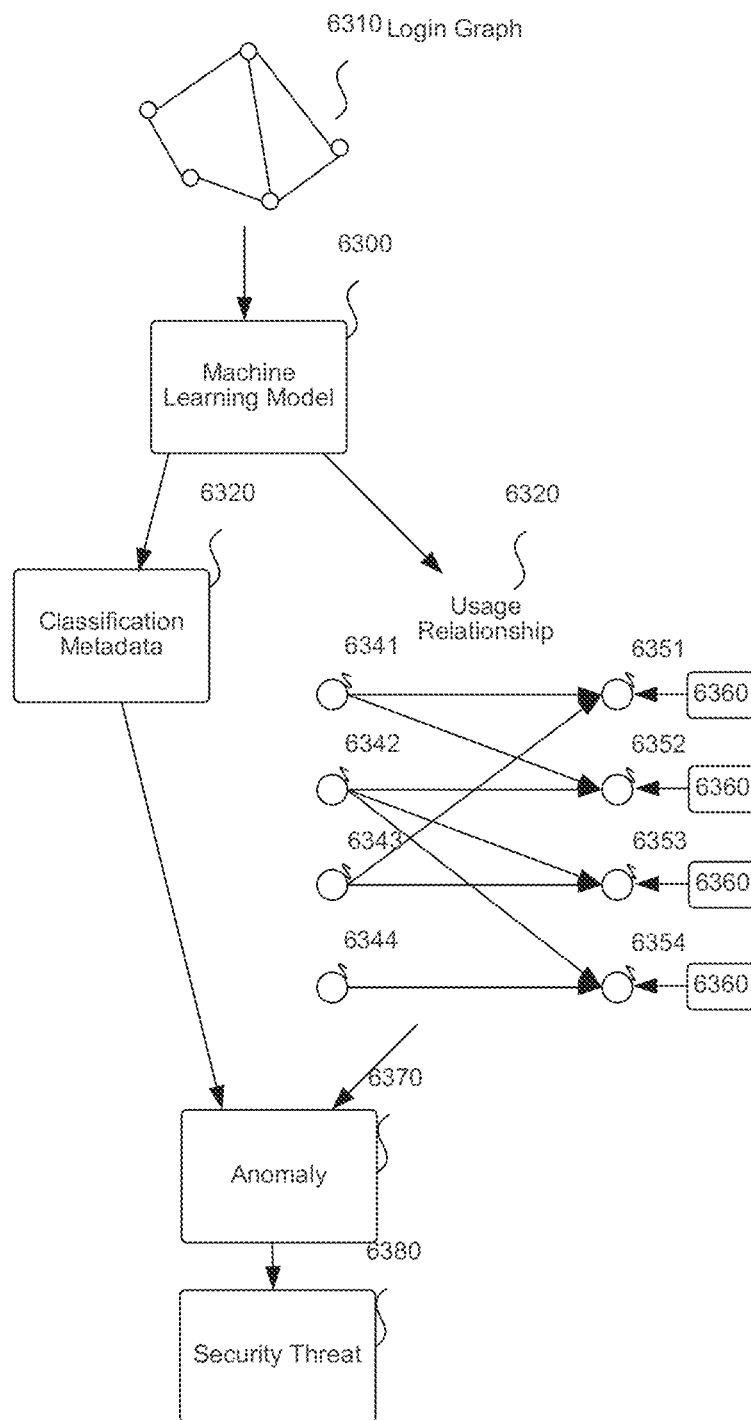 6310 Login Graph
6300
Machine
Learning Model
6320
6320
Classification
Metadata
Usage
Relationship
6341
6351
6360
6342
6352
6360
6343
6353
6360
6344
6354
6360
6370
Anomaly
6380
Security Threat